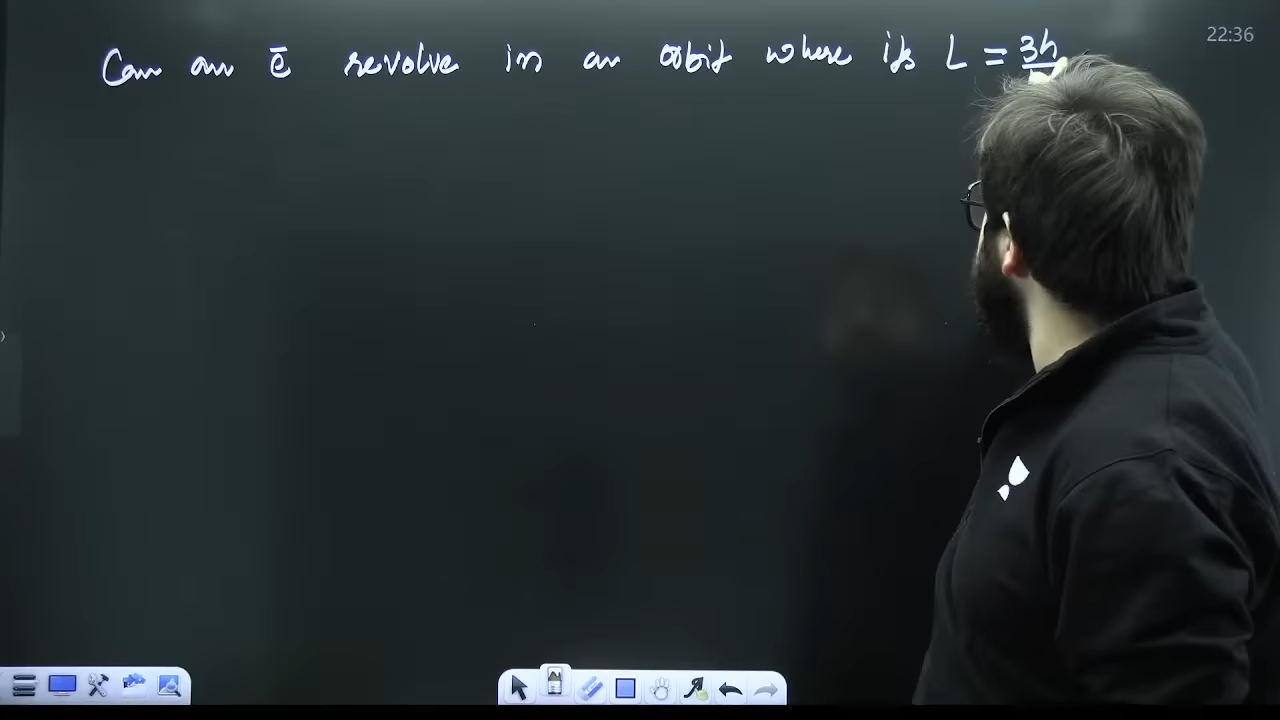 22:36
Can an ē revolve in an orbit where its L = 3h